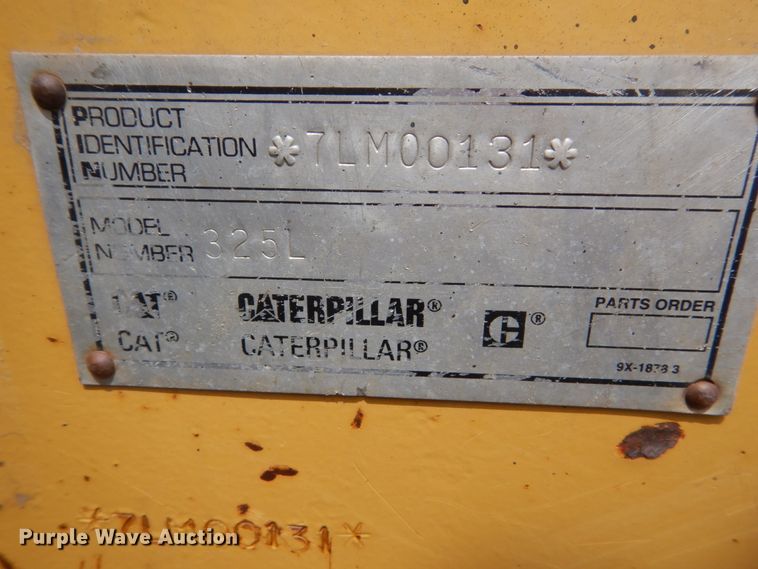 PRODUCT
IDENTIFICATION *7LM00131*
NUMBER
MODEL
NUMBER 325L
CAT® CATERPILLAR® C® PARTS ORDER
CAT® CATERPILLAR®
9X-1878 3
*7LM00131*
Purple Wave Auction